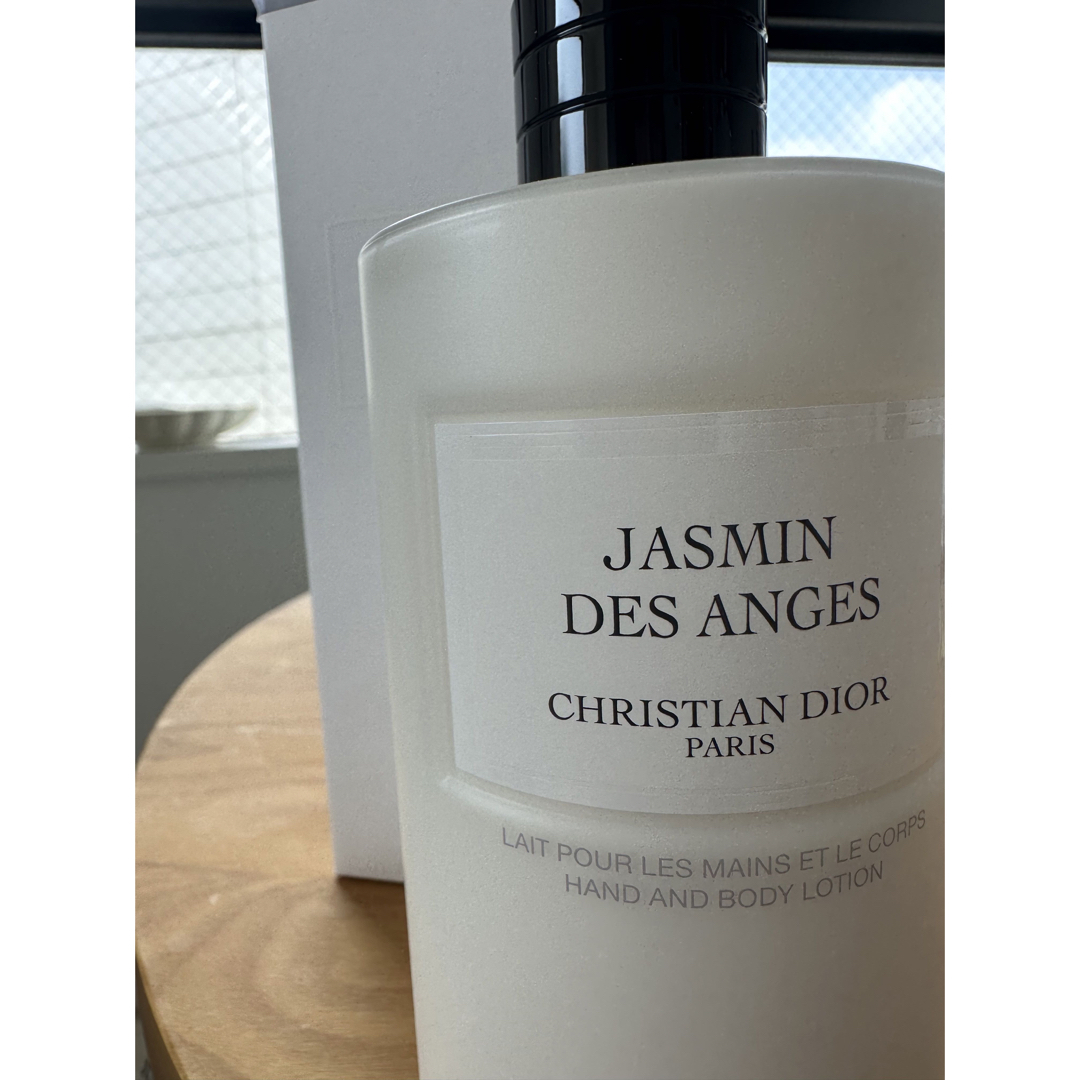 JASMIN
DES ANGES
CHRISTIAN DIOR
PARIS
LAIT POUR LES MAINS ET LE CORPS
HAND AND BODY LOTION